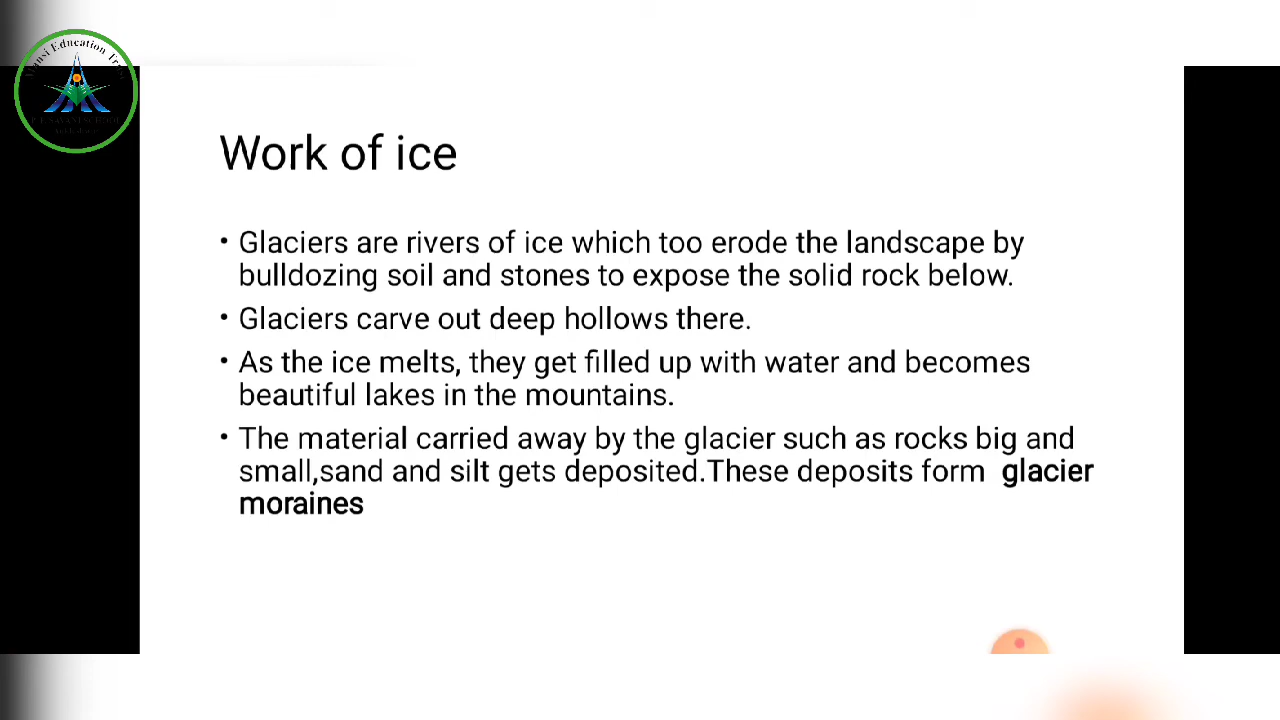 Work of ice
• Glaciers are rivers of ice which too erode the landscape by
bulldozing soil and stones to expose the solid rock below.
• Glaciers carve out deep hollows there.
• As the ice melts, they get filled up with water and becomes
beautiful lakes in the mountains.
• The material carried away by the glacier such as rocks big and
small,sand and silt gets deposited.These deposits form glacier
moraines